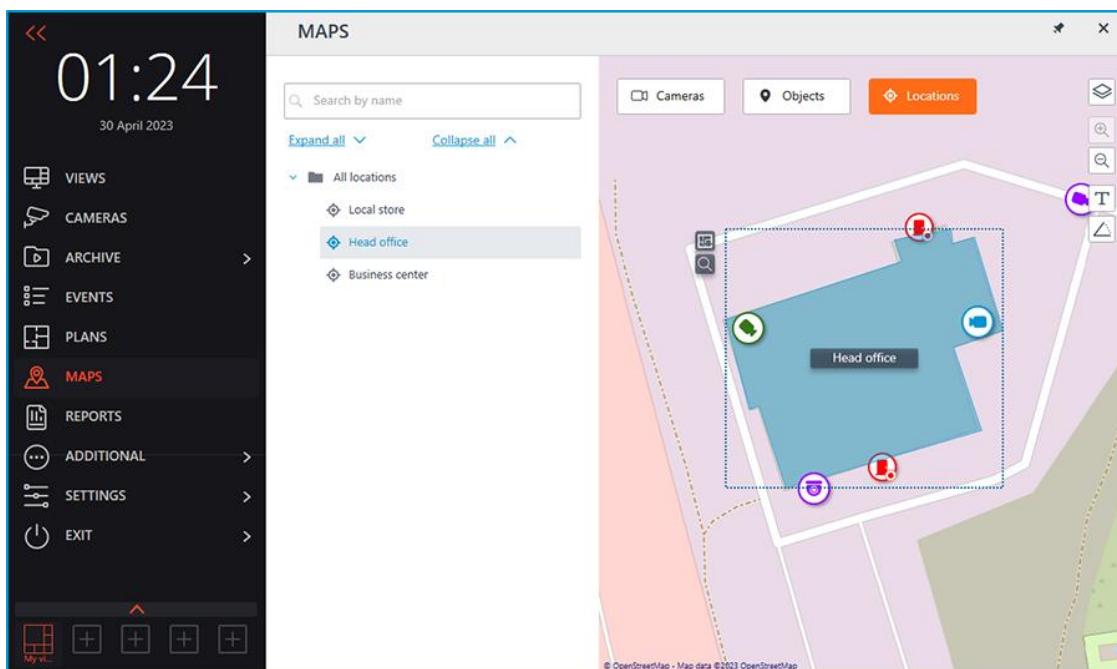 MAPS
01:24
30 April 2023
VIEWS
CAMERAS
ARCHIVE
EVENTS
PLANS
MAPS
REPORTS
ADDITIONAL
SETTINGS
EXIT
My vi...
Search by name
Expand all
Collapse all
All locations
Local store
Head office
Business center
Cameras
Objects
Locations
T
Head office
© OpenStreetMap - Map data ©2023 OpenStreetMap